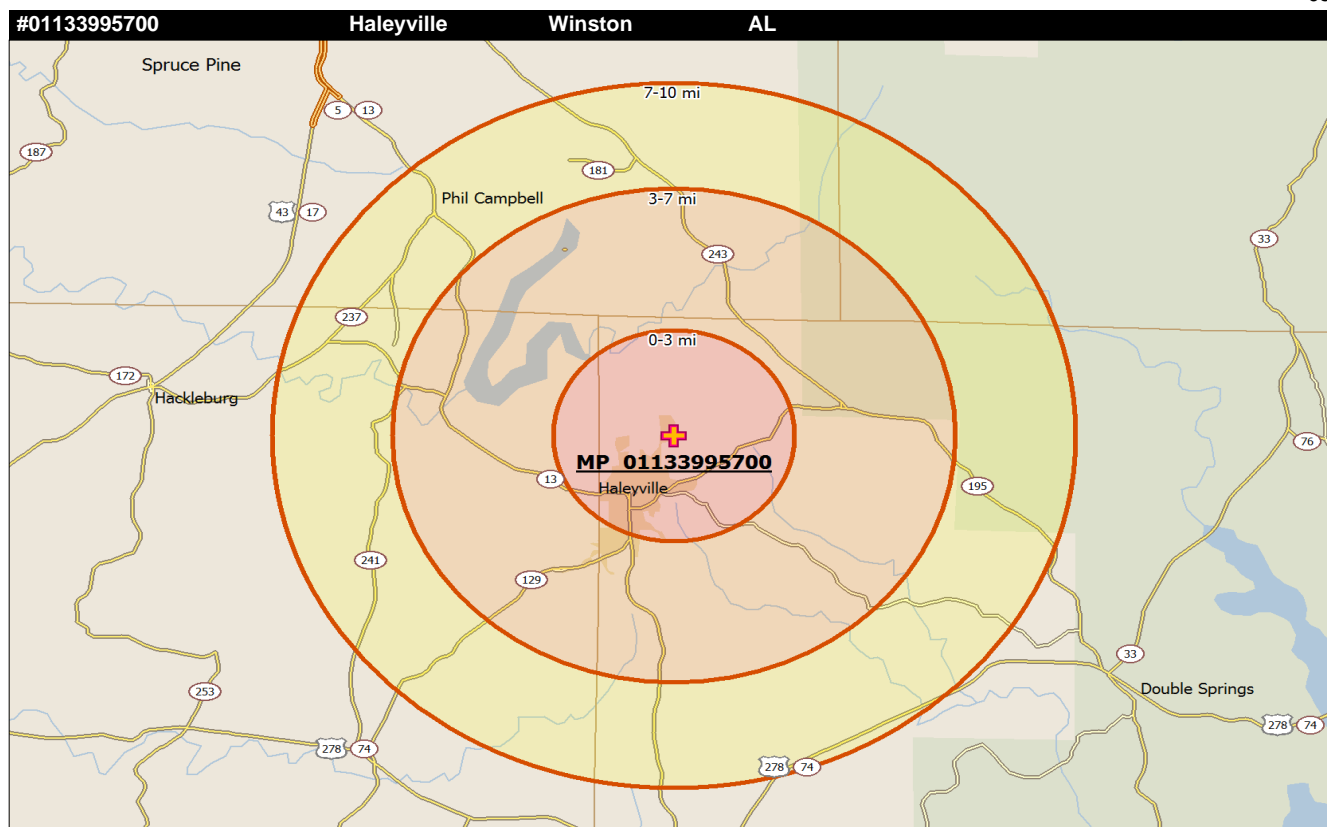 #01133995700 Haleyville Winston AL
Spruce Pine
7-10 mi
5 13
187
181
Phil Campbell
3-7 mi
43 17
33
243
237
0-3 mi
172
Hackleburg
76
MP 01133995700
13
Haleyville
195
241
129
33
253
Double Springs
278 74
278 74
278 74